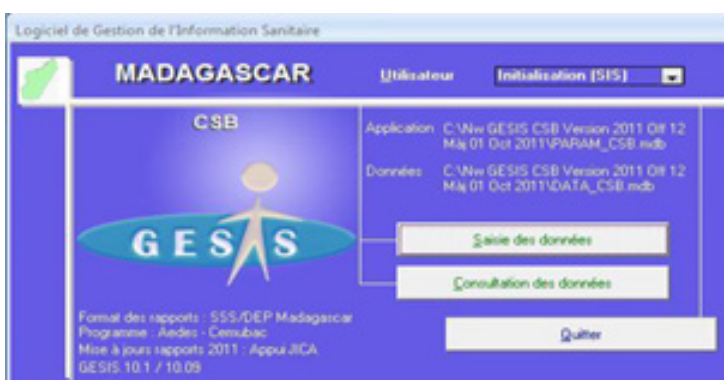 Logiciel de Gestion de l'Information Sanitaire
MADAGASCAR
Utilisateur
Initialisation (SIS)
CSB
Application C:\Nw GESIS CSB Version 2011 Off 12
Màj 01 Oct 2011\PARAM_CSB.mdb
Données C:\Nw GESIS CSB Version 2011 Off 12
Màj 01 Oct 2011\DATA_CSB.mdb
GESIS
Saisie des données
Consultation des données
Quitter
Format des rapports : SSS/DEP Madagascar
Programme : Aedes - Cemubac
Mise à jours rapports 2011 : Appui JICA
GESIS.10.1 / 10.09